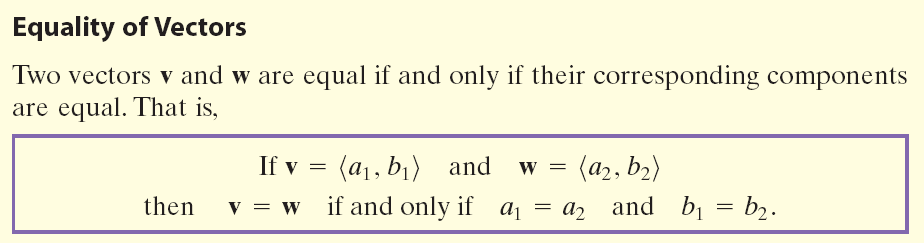 Equality of Vectors
Two vectors v and w are equal if and only if their corresponding components
are equal. That is,
If v = ⟨a₁, b₁⟩ and w = ⟨a₂, b₂⟩
then v = w if and only if a₁ = a₂ and b₁ = b₂.